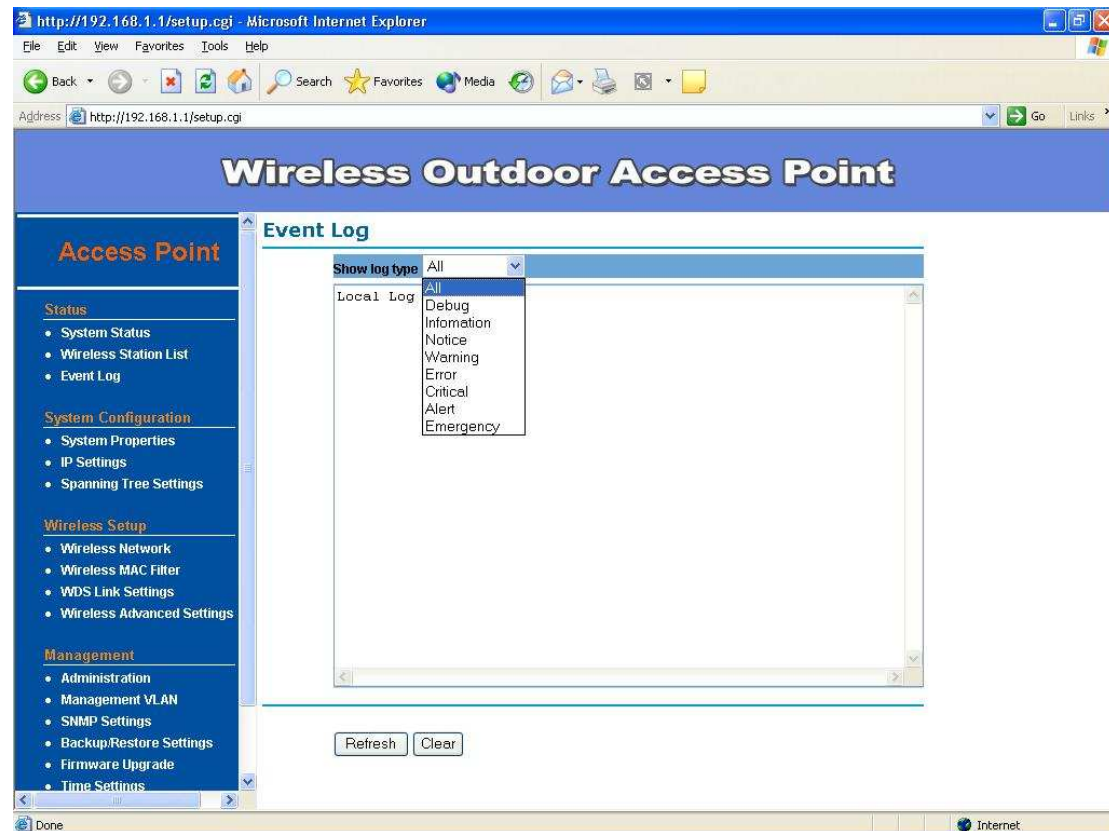 http://192.168.1.1/setup.cgi - Microsoft Internet Explorer
File Edit View Favorites Tools Help
Back Search Favorites Media
Address http://192.168.1.1/setup.cgi Go Links
Wireless Outdoor Access Point
Access Point
Status
System Status
Wireless Station List
Event Log
System Configuration
System Properties
IP Settings
Spanning Tree Settings
Wireless Setup
Wireless Network
Wireless MAC Filter
WDS Link Settings
Wireless Advanced Settings
Management
Administration
Management VLAN
SNMP Settings
Backup/Restore Settings
Firmware Upgrade
Time Settings
Event Log
Show log type All
Local Log
All
Debug
Infomation
Notice
Warning
Error
Critical
Alert
Emergency
Refresh Clear
Done Internet